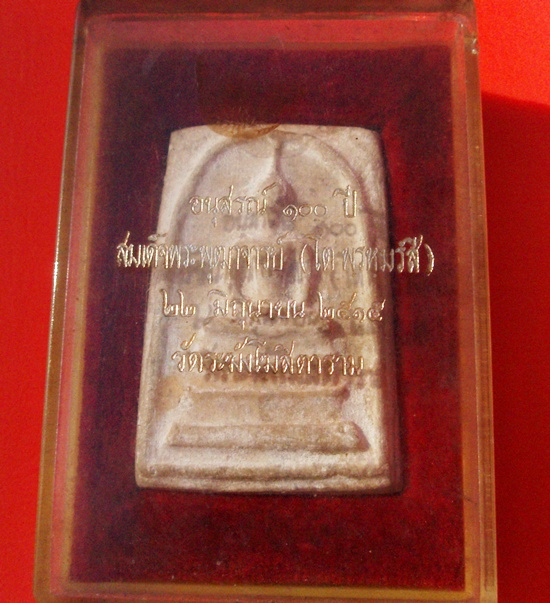 อนุสรณ์ ๑๐๐ ปี
สมเด็จพระพุฒาจารย์ (โต พรหมรังสี)
๒๒ มิถุนายน ๒๕๑๕
วัดระฆังโฆสิตาราม